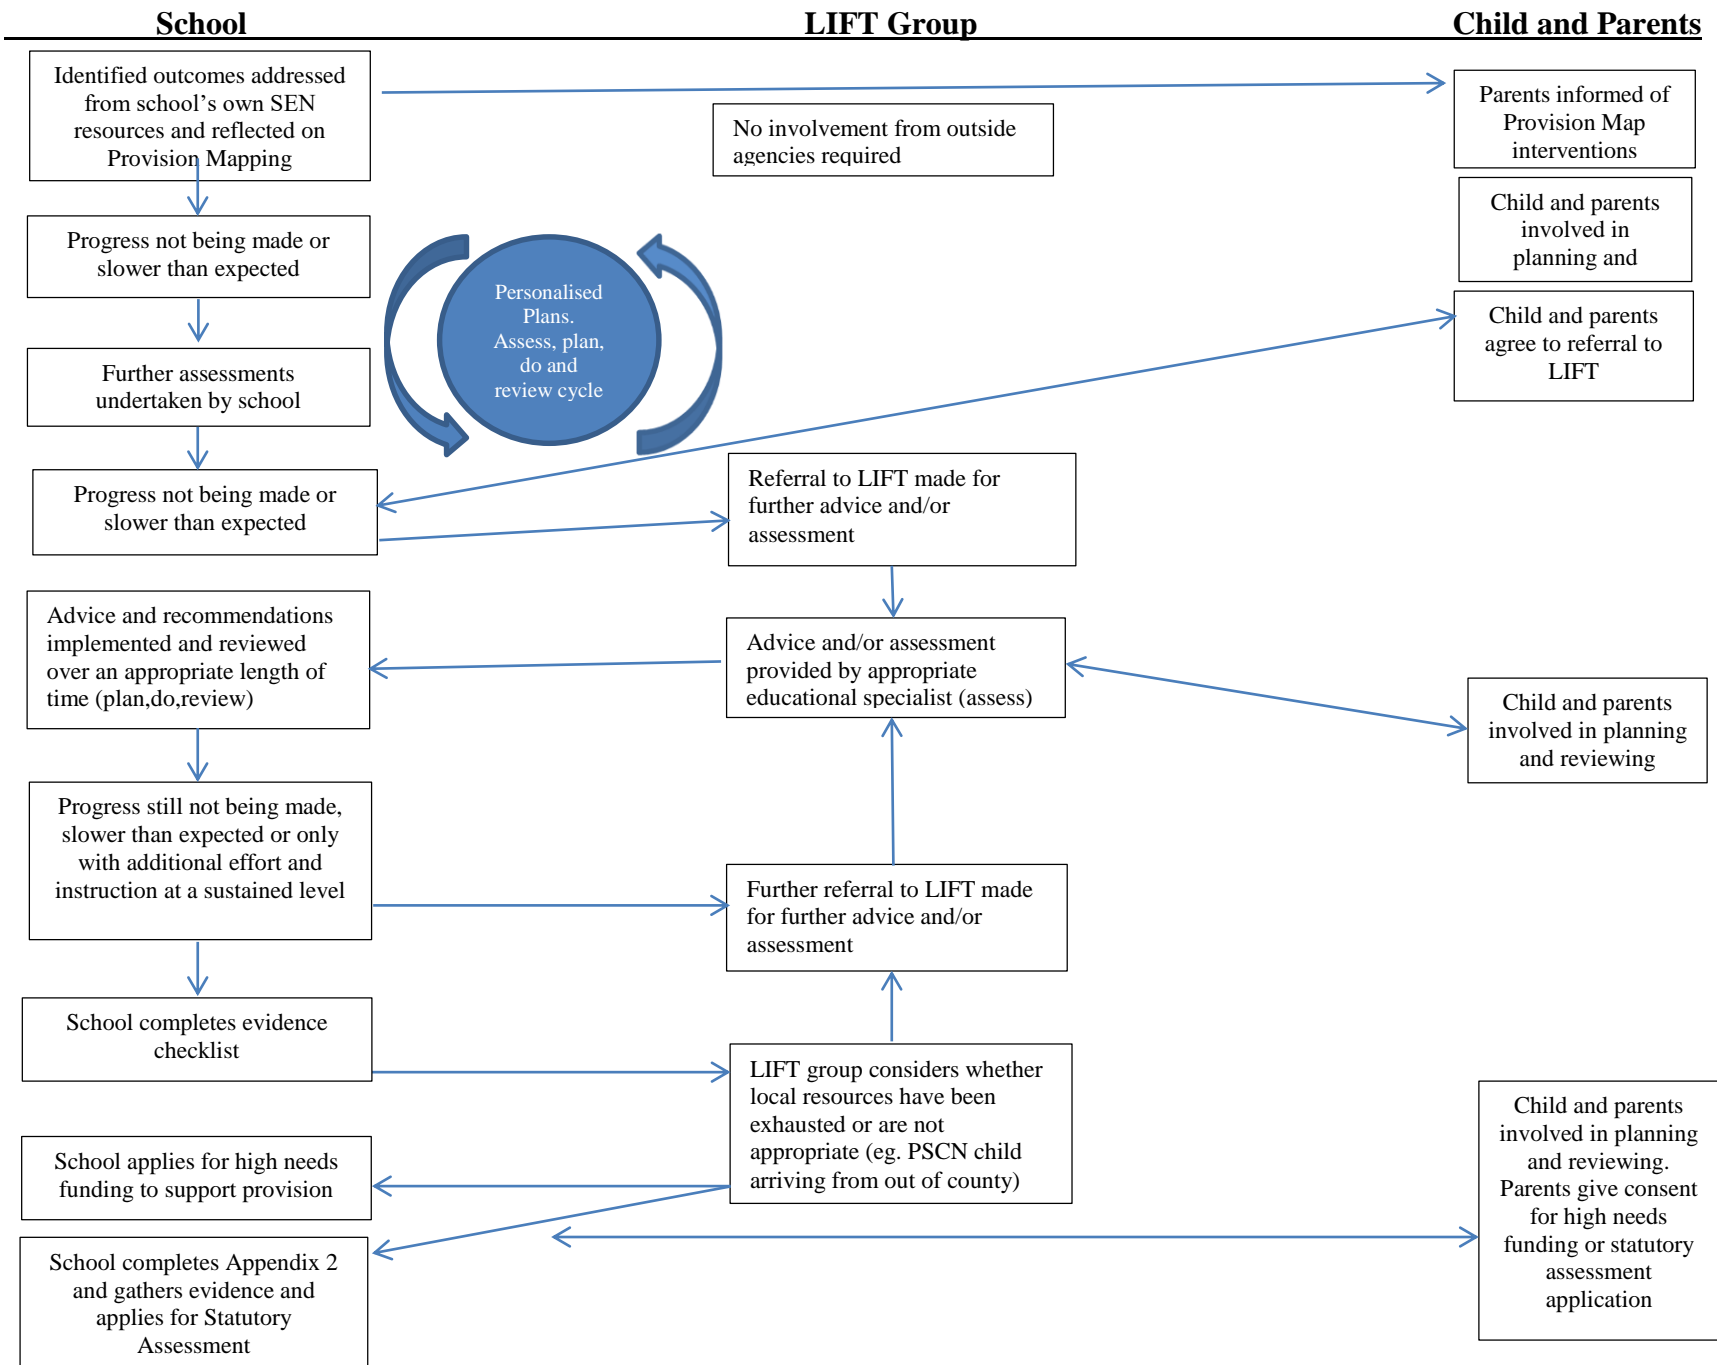 School
LIFT Group
Child and Parents
Identified outcomes addressed
from school's own SEN
resources and reflected on
Provision Mapping
No involvement from outside
agencies required
Parents informed of
Provision Map
interventions
Progress not being made or
slower than expected
Personalised
Plans.
Assess, plan,
do and
review cycle
Child and parents
involved in
planning and
Further assessments
undertaken by school
Child and parents
agree to referral to
LIFT
Progress not being made or
slower than expected
Referral to LIFT made for
further advice and/or
assessment
Advice and recommendations
implemented and reviewed
over an appropriate length of
time (plan,do,review)
Advice and/or assessment
provided by appropriate
educational specialist (assess)
Child and parents
involved in planning
and reviewing
Progress still not being made,
slower than expected or only
with additional effort and
instruction at a sustained level
Further referral to LIFT made
for further advice and/or
assessment
School completes evidence
checklist
LIFT group considers whether
local resources have been
exhausted or are not
appropriate (eg. PSCN child
arriving from out of county)
School applies for high needs
funding to support provision
School completes Appendix 2
and gathers evidence and
applies for Statutory
Assessment
Child and parents
involved in planning
and reviewing.
Parents give consent
for high needs
funding or statutory
assessment
application